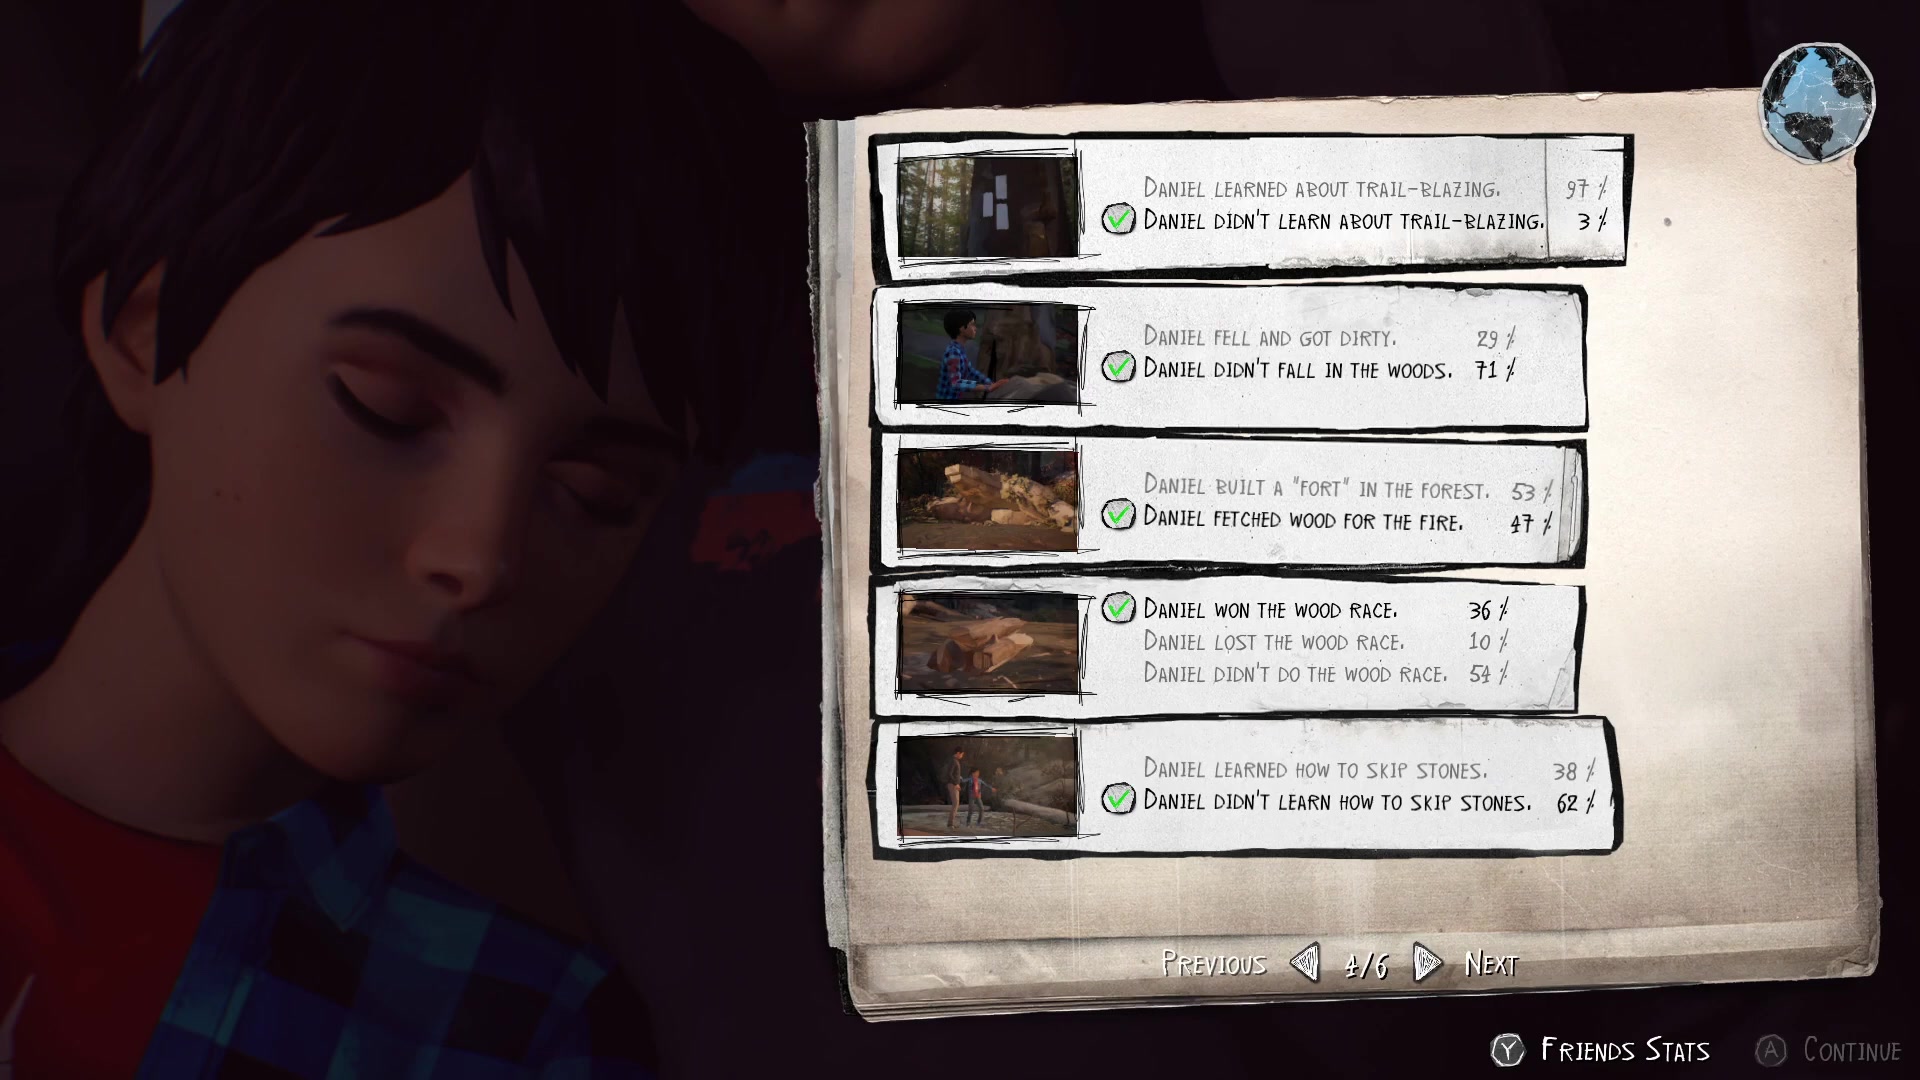 Daniel learned about trail-blazing. 97 %
Daniel didn't learn about trail-blazing. 3 %
Daniel fell and got dirty. 29 %
Daniel didn't fall in the woods. 71 %
Daniel built a "fort" in the forest. 53 %
Daniel fetched wood for the fire. 47 %
Daniel won the wood race. 36 %
Daniel lost the wood race. 10 %
Daniel didn't do the wood race. 54 %
Daniel learned how to skip stones. 38 %
Daniel didn't learn how to skip stones. 62 %
Previous 4/6 Next
Y Friends Stats A Continue